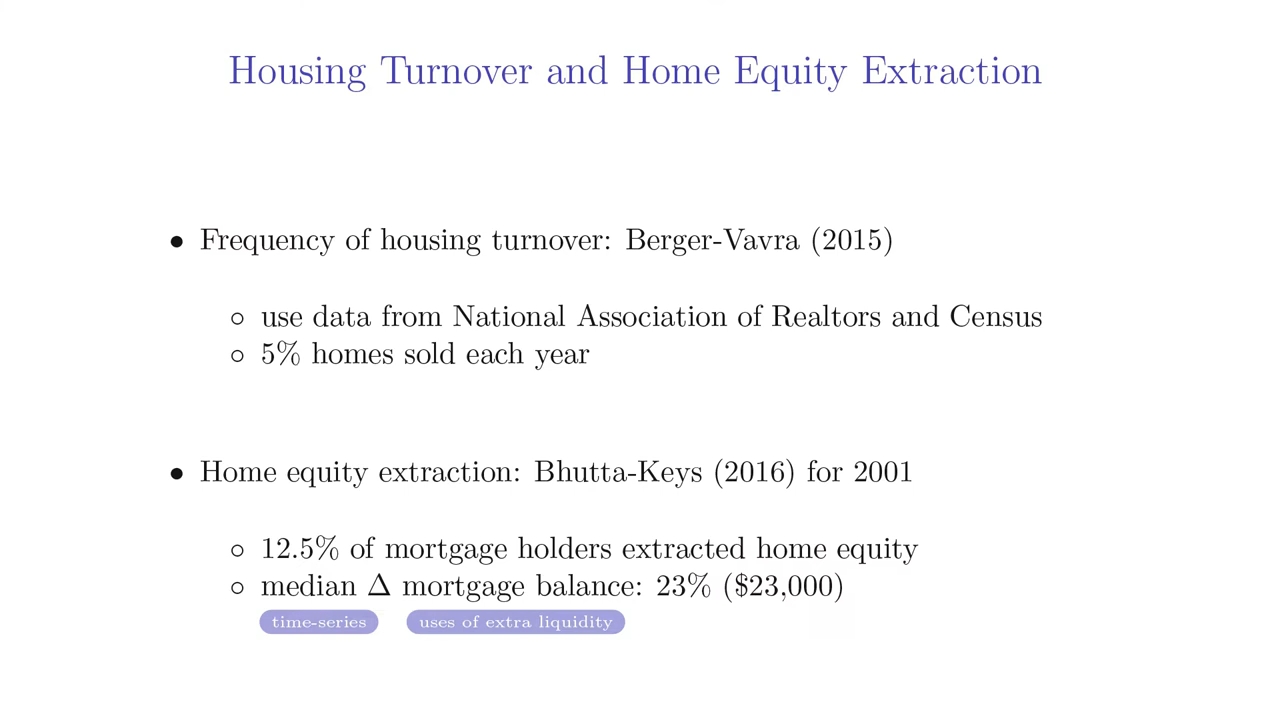 Housing Turnover and Home Equity Extraction
• Frequency of housing turnover: Berger-Vavra (2015)
◦ use data from National Association of Realtors and Census
◦ 5% homes sold each year
• Home equity extraction: Bhutta-Keys (2016) for 2001
◦ 12.5% of mortgage holders extracted home equity
◦ median Δ mortgage balance: 23% ($23,000)
time-series uses of extra liquidity